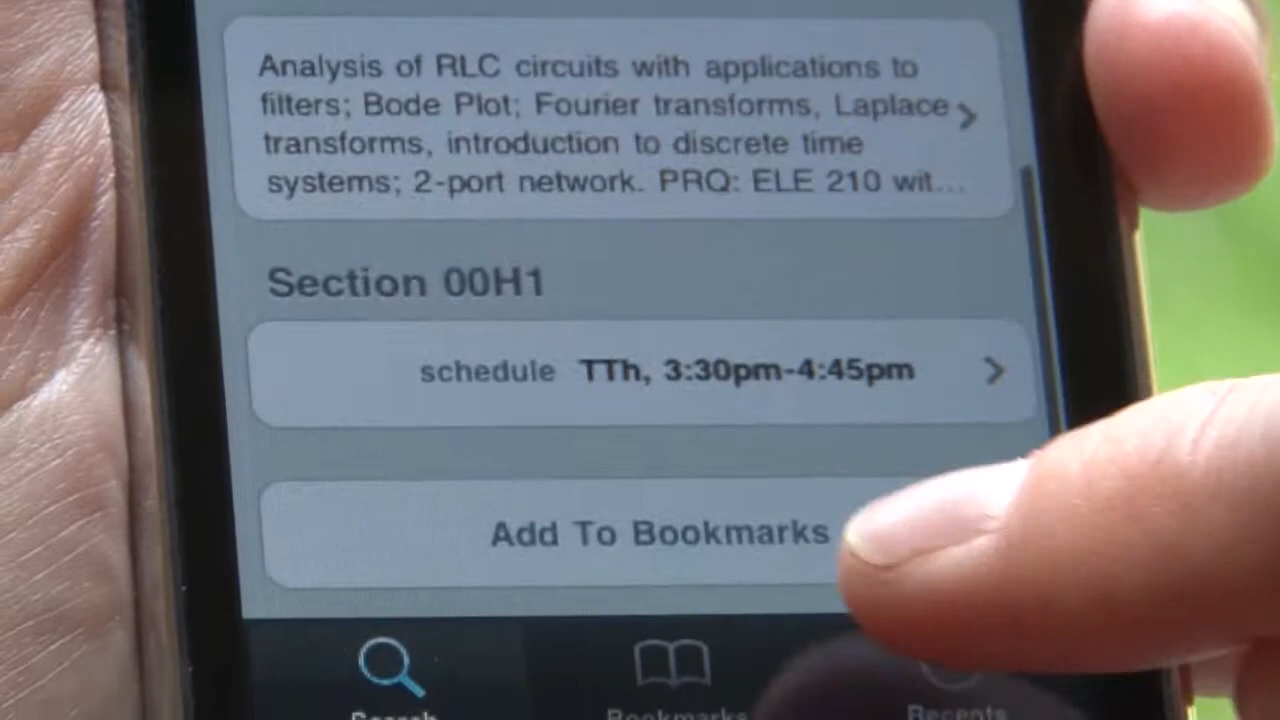 Analysis of RLC circuits with applications to
filters; Bode Plot; Fourier transforms, Laplace
transforms, introduction to discrete time
systems; 2-port network. PRQ: ELE 210 wit...
Section 00H1
schedule TTh, 3:30pm-4:45pm
Add To Bookmarks
Search Bookmarks Recents